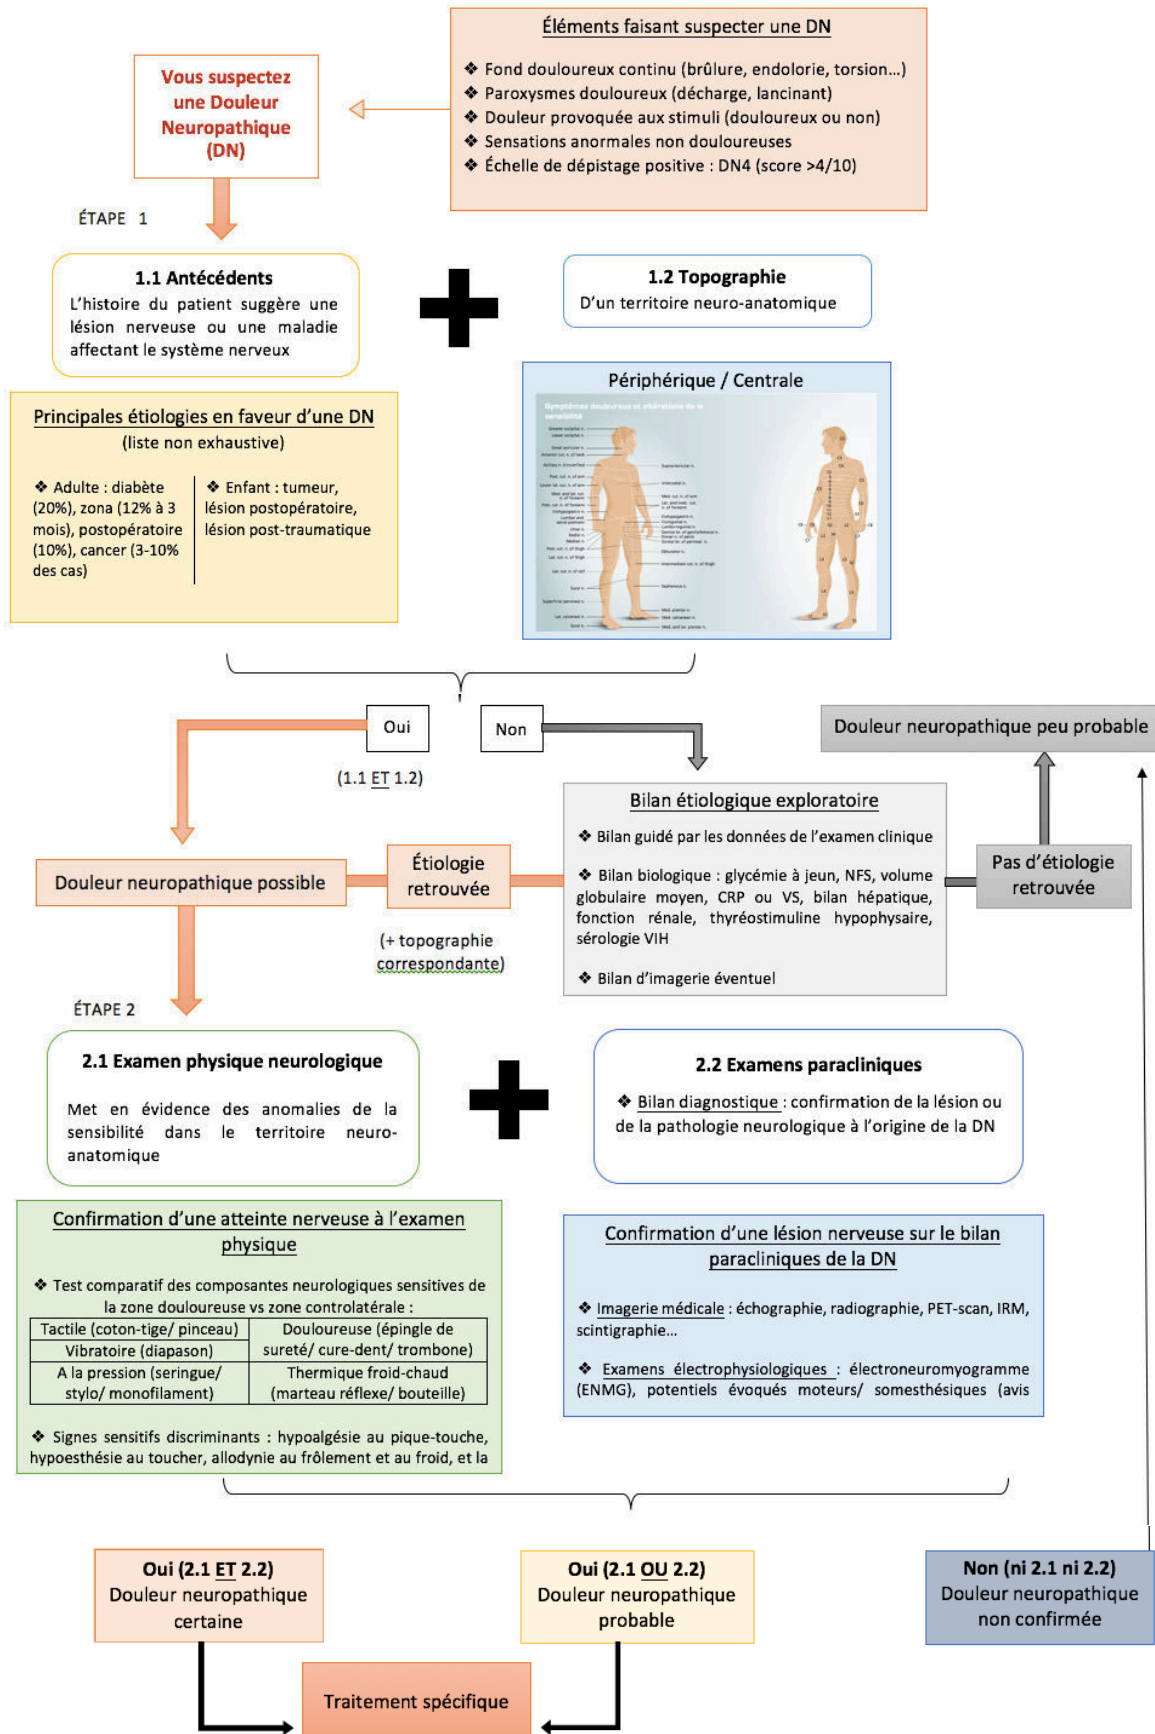 Éléments faisant suspecter une DN
❖ Fond douloureux continu (brûlure, endolorie, torsion…)
❖ Paroxysmes douloureux (décharge, lancinant)
❖ Douleur provoquée aux stimuli (douloureux ou non)
❖ Sensations anormales non douloureuses
❖ Échelle de dépistage positive : DN4 (score >4/10)
Vous suspectez
une Douleur
Neuropathique
(DN)
ÉTAPE 1
1.1 Antécédents
L'histoire du patient suggère une
lésion nerveuse ou une maladie
affectant le système nerveux
1.2 Topographie
D'un territoire neuro-anatomique
Principales étiologies en faveur d'une DN
(liste non exhaustive)
❖ Adulte : diabète
(20%), zona (12% à 3
mois), postopératoire
(10%), cancer (3-10%
des cas)
❖ Enfant : tumeur,
lésion postopératoire,
lésion post-traumatique
Périphérique / Centrale
Symptômes douloureux et altérations de la
sensibilité
Oui
Non
(1.1 ET 1.2)
Douleur neuropathique peu probable
Bilan étiologique exploratoire
❖ Bilan guidé par les données de l'examen clinique
❖ Bilan biologique : glycémie à jeun, NFS, volume
globulaire moyen, CRP ou VS, bilan hépatique,
fonction rénale, thyréostimuline hypophysaire,
sérologie VIH
❖ Bilan d'imagerie éventuel
Douleur neuropathique possible
Étiologie
retrouvée
(+ topographie
correspondante)
Pas d'étiologie
retrouvée
ÉTAPE 2
2.1 Examen physique neurologique
Met en évidence des anomalies de la
sensibilité dans le territoire neuro-
anatomique
2.2 Examens paracliniques
❖ Bilan diagnostique : confirmation de la lésion ou
de la pathologie neurologique à l'origine de la DN
Confirmation d'une atteinte nerveuse à l'examen
physique
❖ Test comparatif des composantes neurologiques sensitives de
la zone douloureuse vs zone controlatérale :
Tactile (coton-tige/ pinceau)
Vibratoire (diapason)
Douloureuse (épingle de
sureté/ cure-dent/ trombone)
A la pression (seringue/
stylo/ monofilament)
Thermique froid-chaud
(marteau réflexe/ bouteille)
❖ Signes sensitifs discriminants : hypoalgésie au pique-touche,
hypoesthésie au toucher, allodynie au frôlement et au froid, et la
Confirmation d'une lésion nerveuse sur le bilan
paracliniques de la DN
❖ Imagerie médicale : échographie, radiographie, PET-scan, IRM,
scintigraphie…
❖ Examens électrophysiologiques : électroneuromyogramme
(ENMG), potentiels évoqués moteurs/ somesthésiques (avis
Oui (2.1 ET 2.2)
Douleur neuropathique
certaine
Oui (2.1 OU 2.2)
Douleur neuropathique
probable
Non (ni 2.1 ni 2.2)
Douleur neuropathique
non confirmée
Traitement spécifique